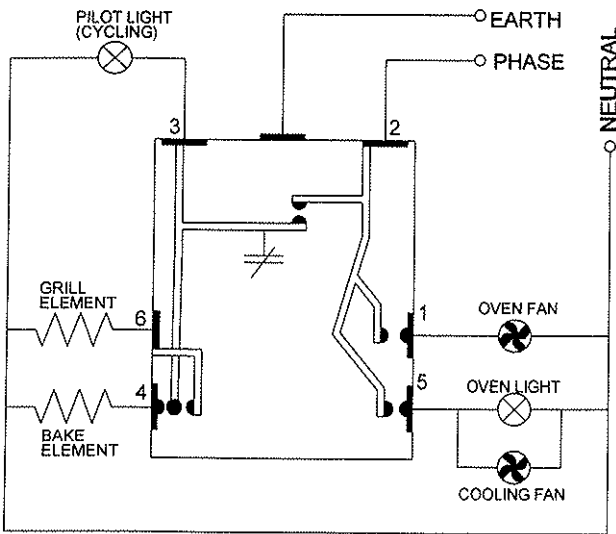 PILOT LIGHT
(CYCLING)
EARTH
PHASE
NEUTRAL
3
2
GRILL
ELEMENT
6
1
OVEN FAN
4
5
OVEN LIGHT
BAKE
ELEMENT
COOLING FAN